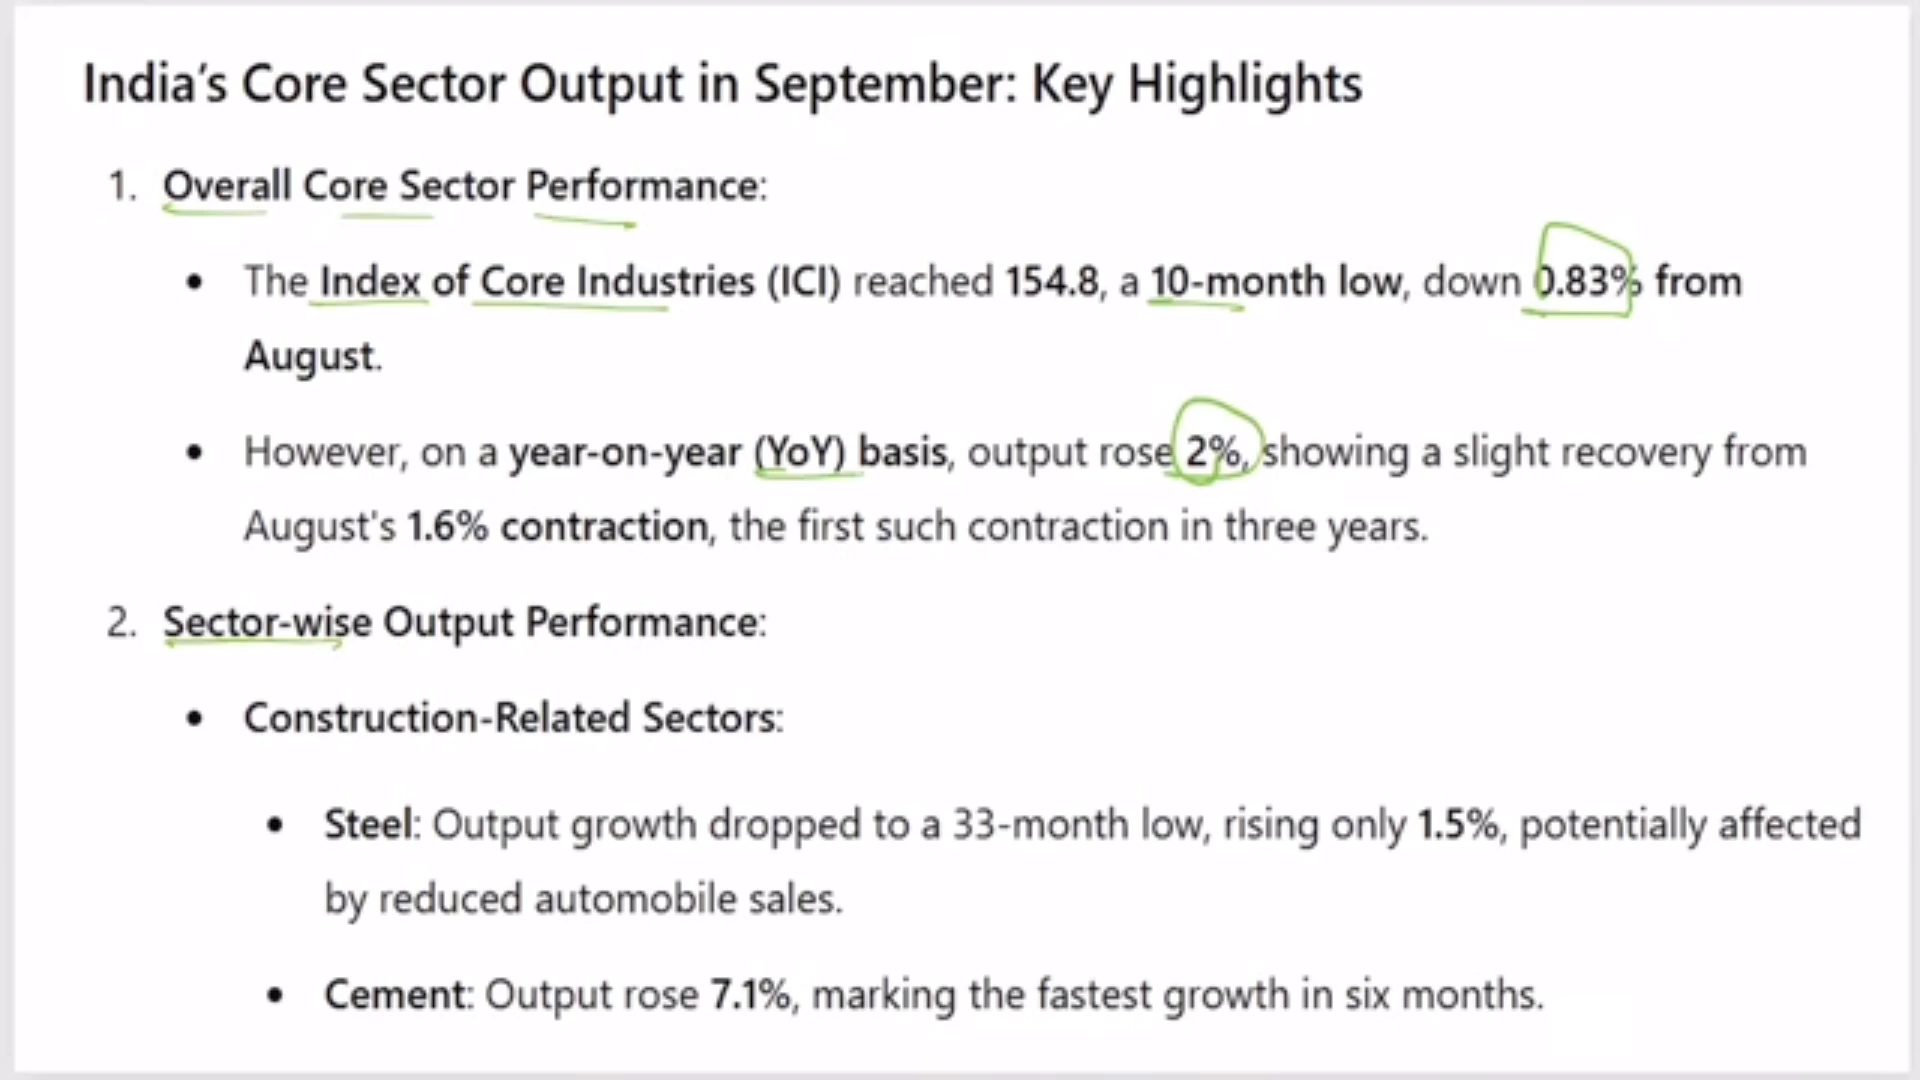 India’s Core Sector Output in September: Key Highlights
1. Overall Core Sector Performance:
• The Index of Core Industries (ICI) reached 154.8, a 10-month low, down 0.83% from
August.
• However, on a year-on-year (YoY) basis, output rose 2%, showing a slight recovery from
August's 1.6% contraction, the first such contraction in three years.
2. Sector-wise Output Performance:
• Construction-Related Sectors:
• Steel: Output growth dropped to a 33-month low, rising only 1.5%, potentially affected
by reduced automobile sales.
• Cement: Output rose 7.1%, marking the fastest growth in six months.